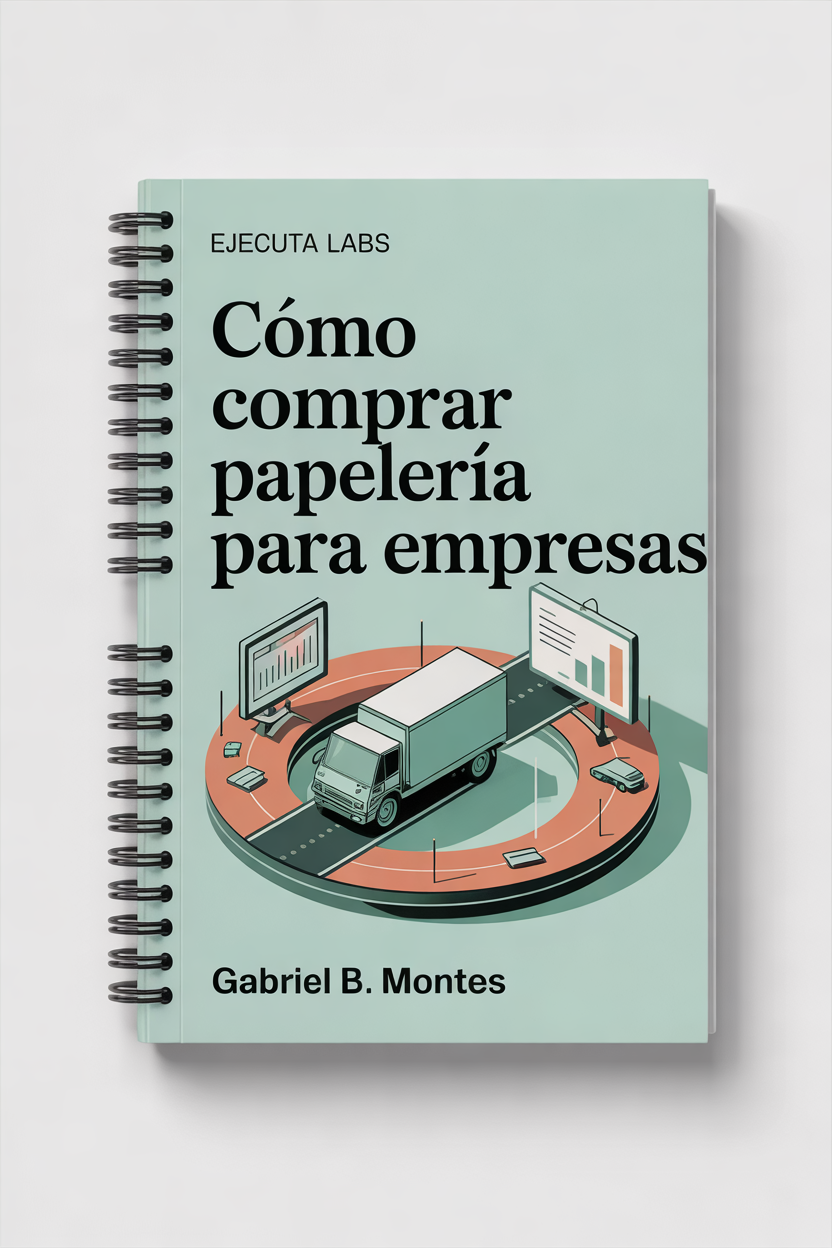 EJECUTA LABS
Cómo
comprar
papelería
para empresas
Gabriel B. Montes